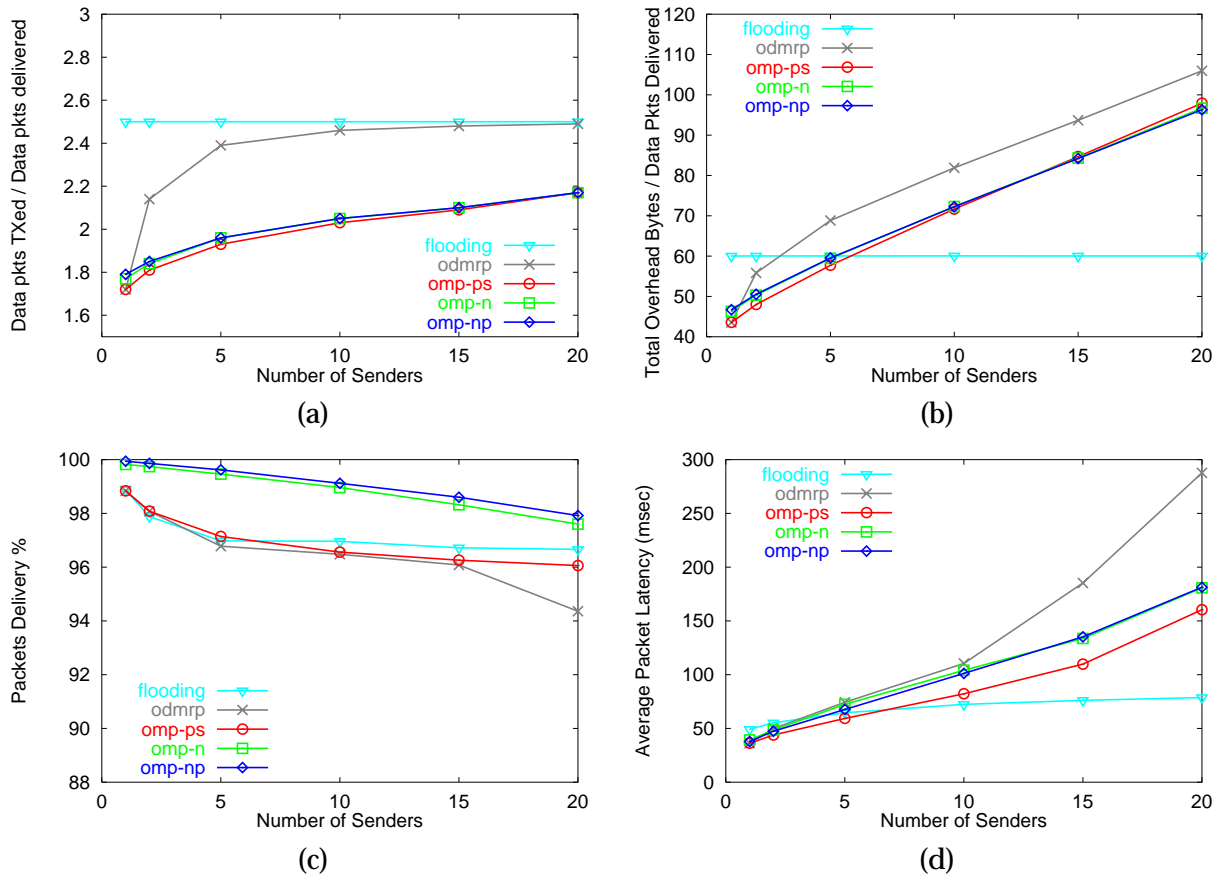 Data pkts TXed / Data pkts delivered
3
2.8
2.6
2.4
2.2
2
1.8
1.6
flooding
odmrp
omp-ps
omp-n
omp-np
0 5 10 15 20
Number of Senders
(a)
Total Overhead Bytes / Data Pkts Delivered
120
110
100
90
80
70
60
50
40
flooding
odmrp
omp-ps
omp-n
omp-np
0 5 10 15 20
Number of Senders
(b)
Packets Delivery %
100
98
96
94
92
90
88
flooding
odmrp
omp-ps
omp-n
omp-np
0 5 10 15 20
Number of Senders
(c)
Average Packet Latency (msec)
300
250
200
150
100
50
0
flooding
odmrp
omp-ps
omp-n
omp-np
0 5 10 15 20
Number of Senders
(d)